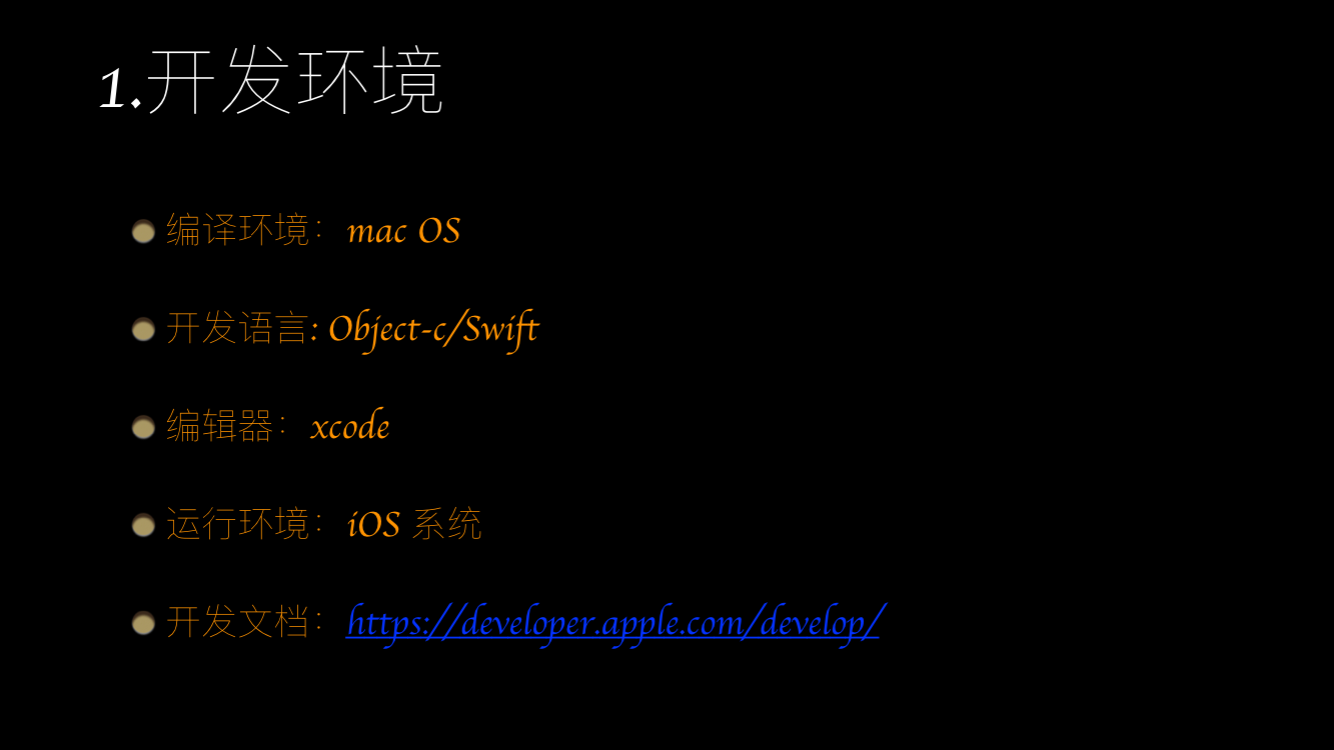 1.开发环境
编译环境：mac OS
开发语言: Object-c/Swift
编辑器：xcode
运行环境：iOS 系统
开发文档：https://developer.apple.com/develop/